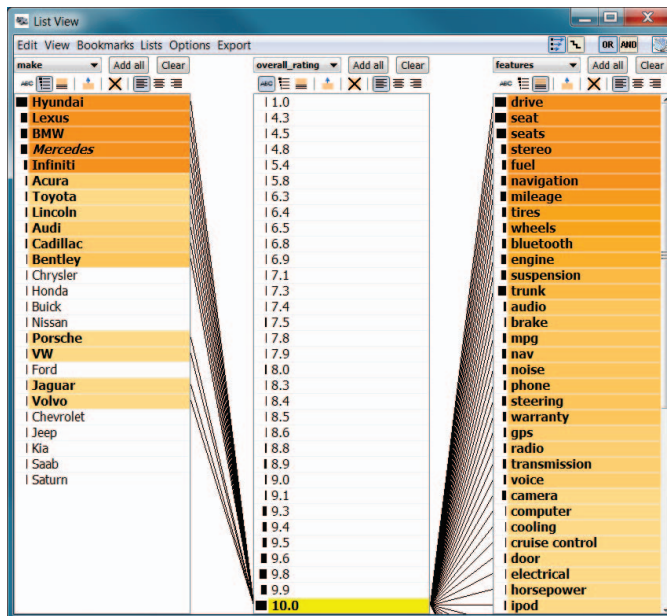 List View
Edit View Bookmarks Lists Options Export
OR AND
make Add all Clear
overall_rating Add all Clear
features Add all Clear
ABC
ABC
ABC
Hyundai
Lexus
BMW
Mercedes
Infiniti
Acura
Toyota
Lincoln
Audi
Cadillac
Bentley
Chrysler
Honda
Buick
Nissan
Porsche
VW
Ford
Jaguar
Volvo
Chevrolet
Jeep
Kia
Saab
Saturn
1.0
4.3
4.5
4.8
5.4
5.8
6.3
6.4
6.5
6.8
6.9
7.1
7.3
7.4
7.5
7.8
7.9
8.0
8.3
8.4
8.5
8.6
8.8
8.9
9.0
9.1
9.3
9.4
9.5
9.6
9.8
9.9
10.0
drive
seat
seats
stereo
fuel
navigation
mileage
tires
wheels
bluetooth
engine
suspension
trunk
audio
brake
mpg
nav
noise
phone
steering
warranty
gps
radio
transmission
voice
camera
computer
cooling
cruise control
door
electrical
horsepower
ipod